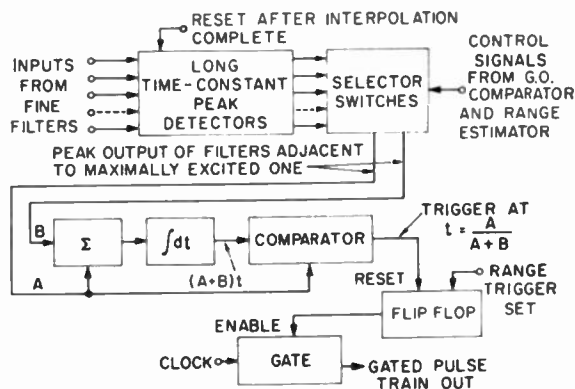 RESET AFTER INTERPOLATION
COMPLETE
INPUTS
FROM
FINE
FILTERS
LONG
TIME-CONSTANT
PEAK
DETECTORS
SELECTOR
SWITCHES
CONTROL
SIGNALS
FROM G.O.
COMPARATOR
AND RANGE
ESTIMATOR
PEAK OUTPUT OF FILTERS ADJACENT
TO MAXIMALLY EXCITED ONE
B
A
Σ
∫dt
(A+B)t
COMPARATOR
TRIGGER AT
t = A / A + B
RESET
RANGE
TRIGGER
SET
FLIP FLOP
ENABLE
CLOCK
GATE
GATED PULSE
TRAIN OUT